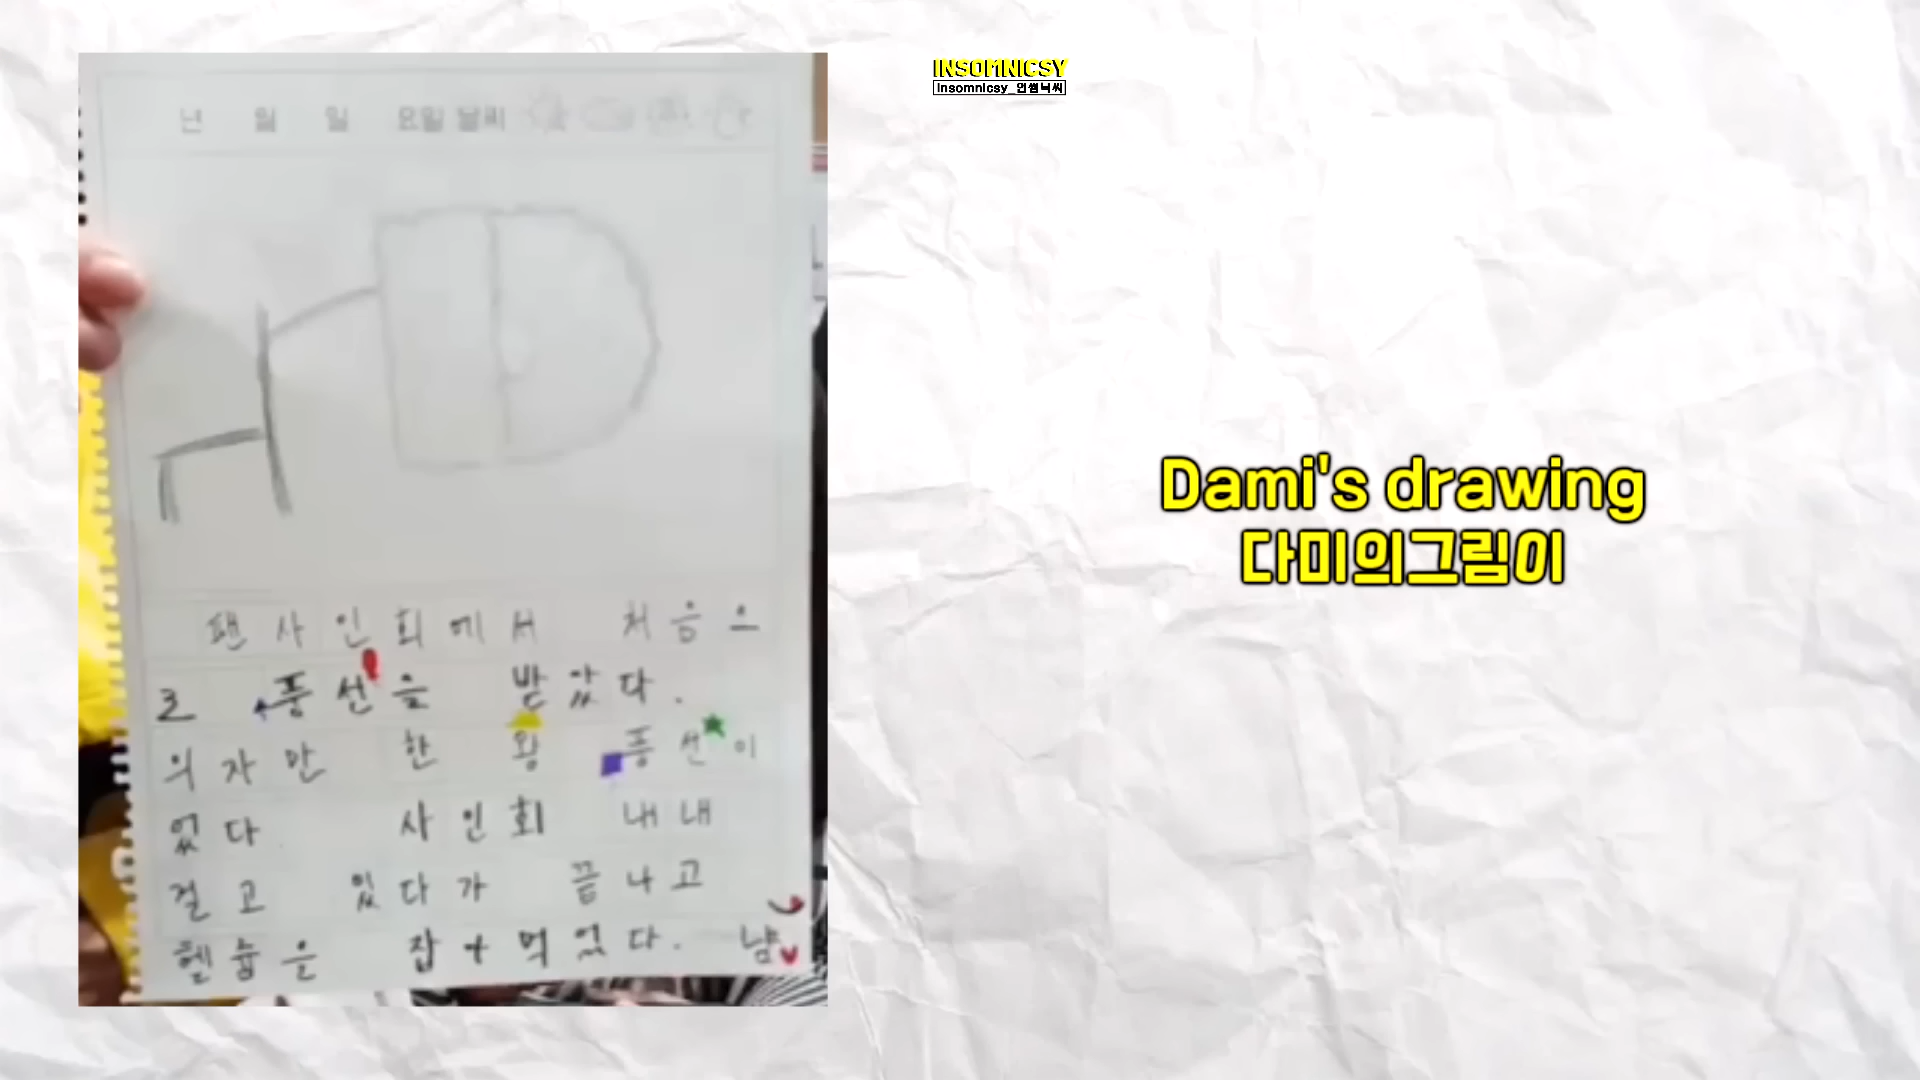 INSOMNICSY
Insomnicsy_인썸닉씨
년 월 일 요일 날씨
팬사인회에서 처음으
로 풍선을 받았다.
의자만 한 왕 풍선이
었다 사인회 내내
걸고 있다가 끝나고
헬륨은 잡+먹었다. 냠
Dami's drawing
다미의그림이